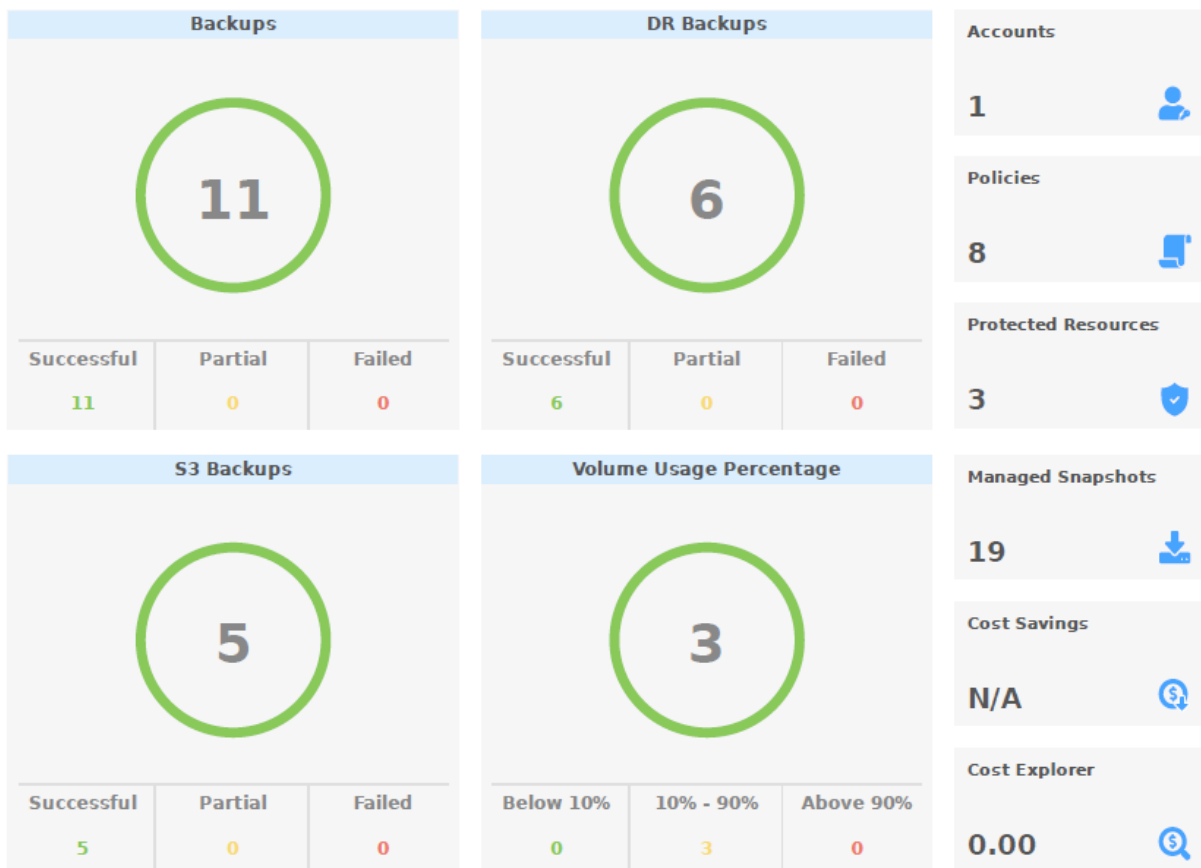 Backups
11
Successful Partial Failed
11 0 0
DR Backups
6
Successful Partial Failed
6 0 0
Accounts
1
Policies
8
Protected Resources
3
S3 Backups
5
Successful Partial Failed
5 0 0
Volume Usage Percentage
3
Below 10% 10% - 90% Above 90%
0 3 0
Managed Snapshots
19
Cost Savings
N/A
Cost Explorer
0.00